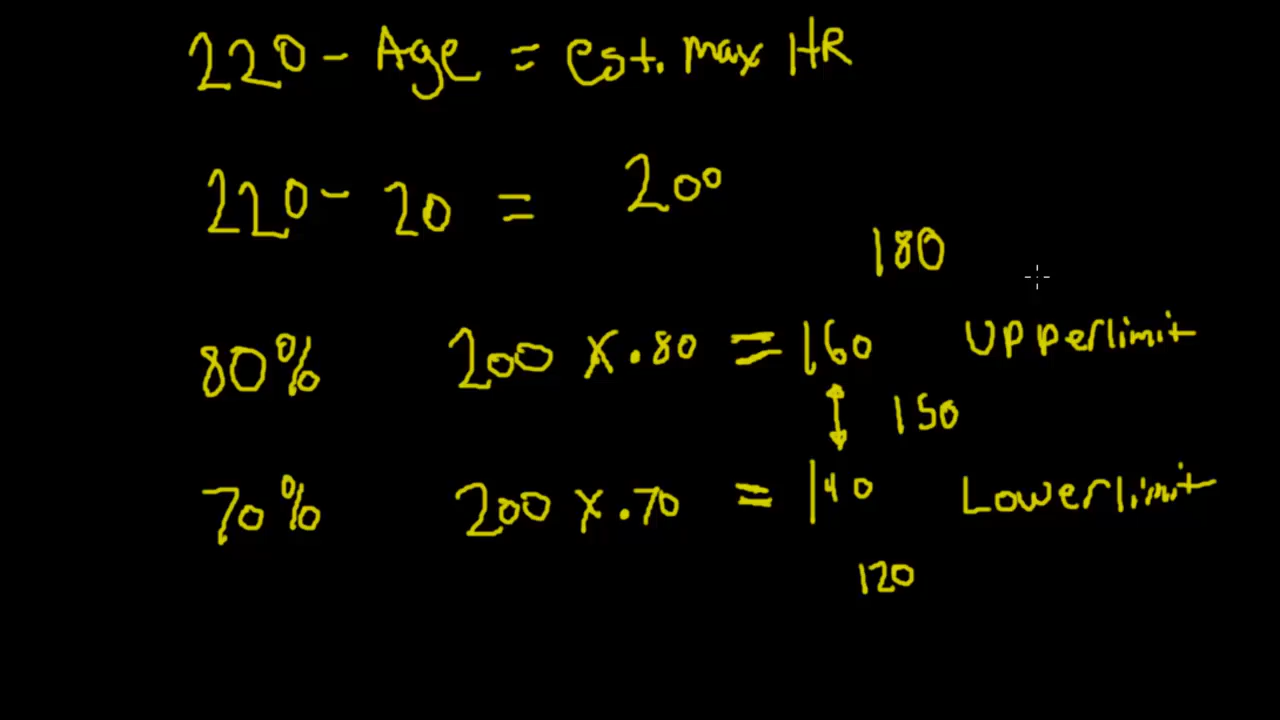 220 - Age = est. max HR
220 - 20 = 200
180
80% 200 x .80 = 160 Upperlimit
150
70% 200 x .70 = 140 Lowerlimit
120